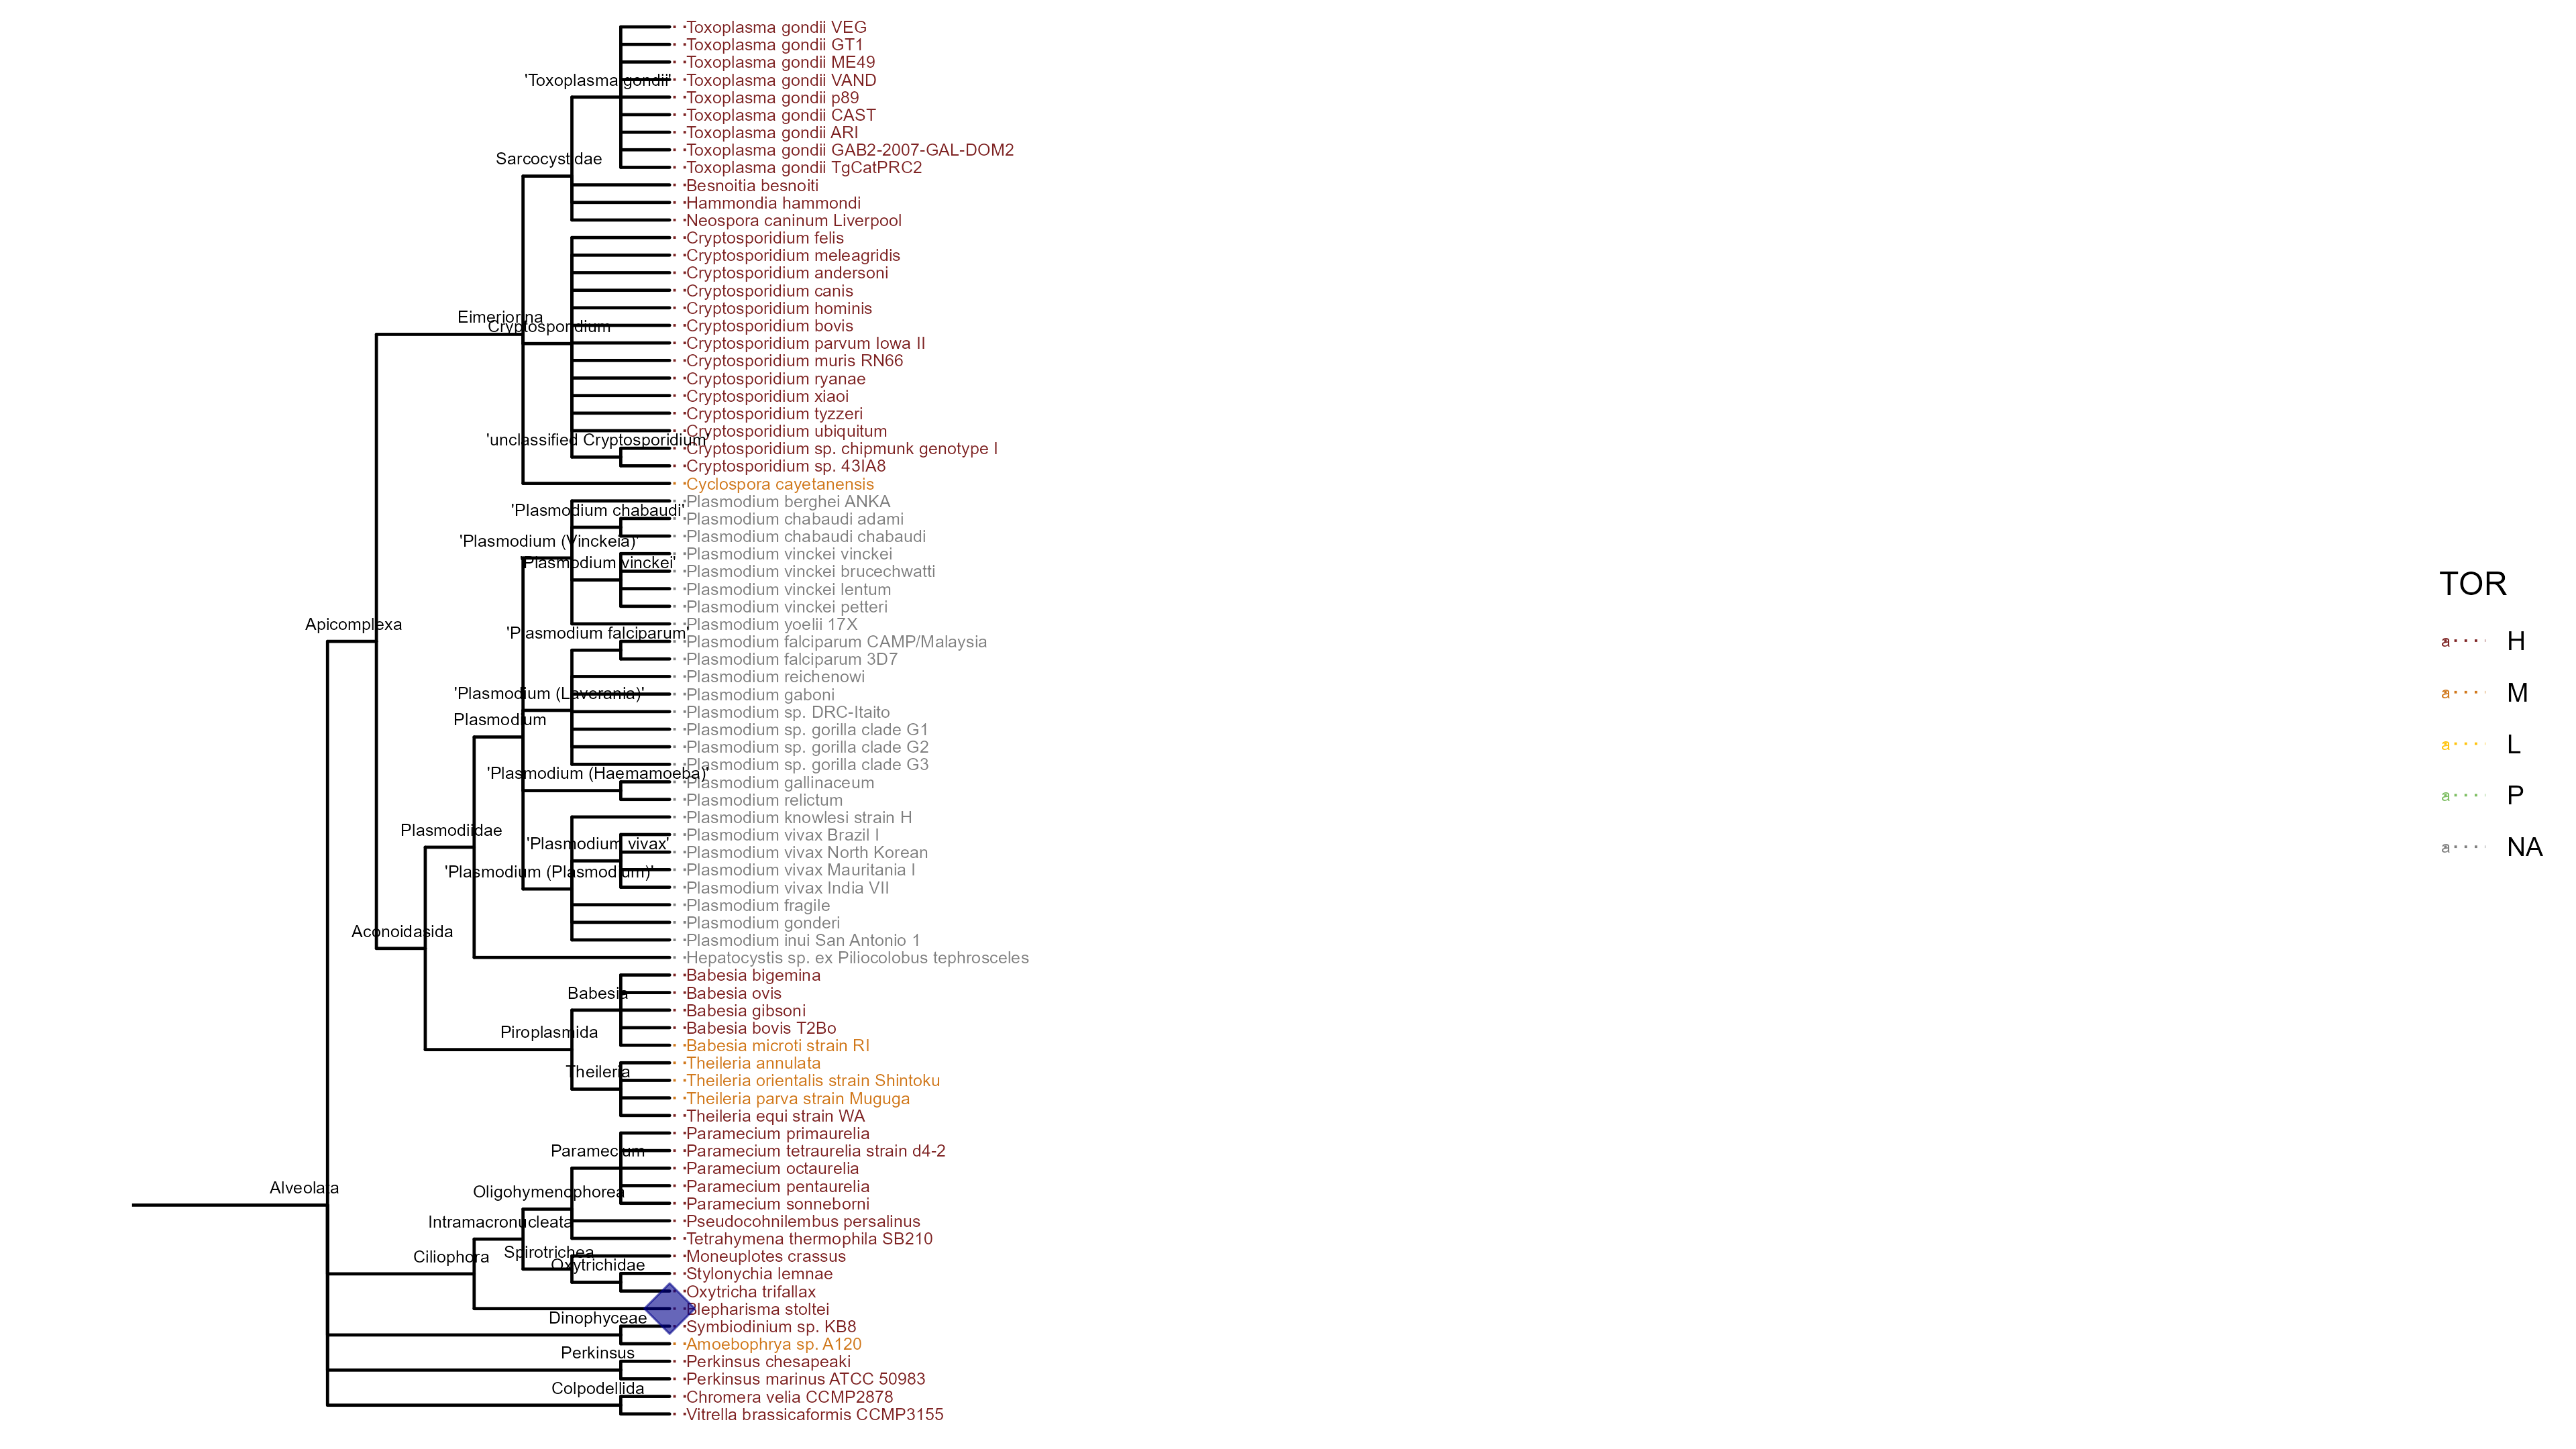 Toxoplasma gondii VEG
Toxoplasma gondii GT1
Toxoplasma gondii ME49
'Toxoplasma gondii'
Toxoplasma gondii VAND
Toxoplasma gondii p89
Toxoplasma gondii CAST
Toxoplasma gondii ARI
Toxoplasma gondii GAB2-2007-GAL-DOM2
Sarcocystidae
Toxoplasma gondii TgCatPRC2
Besnoitia besnoiti
Hammondia hammondi
Neospora caninum Liverpool
Cryptosporidium felis
Cryptosporidium meleagridis
Cryptosporidium andersoni
Cryptosporidium canis
Cryptosporidium hominis
Eimeriorina
Cryptosporidium
Cryptosporidium bovis
Cryptosporidium parvum Iowa II
Cryptosporidium muris RN66
Cryptosporidium ryanae
Cryptosporidium xiaoi
Cryptosporidium tyzzeri
Cryptosporidium ubiquitum
'unclassified Cryptosporidium'
Cryptosporidium sp. chipmunk genotype I
Cryptosporidium sp. 43IA8
Cyclospora cayetanensis
Plasmodium berghei ANKA
'Plasmodium chabaudi'
Plasmodium chabaudi adami
Plasmodium chabaudi chabaudi
'Plasmodium (Vinckeia)'
Plasmodium vinckei vinckei
'Plasmodium vinckei'
Plasmodium vinckei brucechwatti
Plasmodium vinckei lentum
Plasmodium vinckei petteri
Apicomplexa
Plasmodium yoelii 17X
'Plasmodium falciparum'
Plasmodium falciparum CAMP/Malaysia
Plasmodium falciparum 3D7
Plasmodium reichenowi
'Plasmodium (Laverania)'
Plasmodium gaboni
Plasmodium sp. DRC-Itaito
Plasmodium
Plasmodium sp. gorilla clade G1
Plasmodium sp. gorilla clade G2
Plasmodium sp. gorilla clade G3
'Plasmodium (Haemamoeba)'
Plasmodium gallinaceum
Plasmodium relictum
Plasmodium knowlesi strain H
Plasmodiidae
Plasmodium vivax Brazil I
'Plasmodium vivax'
Plasmodium vivax North Korean
'Plasmodium (Plasmodium)'
Plasmodium vivax Mauritania I
Plasmodium vivax India VII
Plasmodium fragile
Plasmodium gonderi
Aconoidasida
Plasmodium inui San Antonio 1
Hepatocystis sp. ex Piliocolobus tephrosceles
Babesia bigemina
Babesia
Babesia ovis
Babesia gibsoni
Piroplasmida
Babesia bovis T2Bo
Babesia microti strain RI
Theileria annulata
Theileria
Theileria orientalis strain Shintoku
Theileria parva strain Muguga
Theileria equi strain WA
Paramecium primaurelia
Paramecium
Paramecium tetraurelia strain d4-2
Paramecium octaurelia
Alveolata
Oligohymenophorea
Paramecium pentaurelia
Paramecium sonneborni
Intramacronucleata
Pseudocohnilembus persalinus
Tetrahymena thermophila SB210
Ciliophora
Spirotrichea
Moneuplotes crassus
Oxytrichidae
Stylonychia lemnae
Oxytricha trifallax
Blepharisma stoltei
Dinophyceae
Symbiodinium sp. KB8
Amoebophrya sp. A120
Perkinsus
Perkinsus chesapeaki
Perkinsus marinus ATCC 50983
Colpodellida
Chromera velia CCMP2878
Vitrella brassicaformis CCMP3155
TOR
a H
a M
a L
a P
a NA